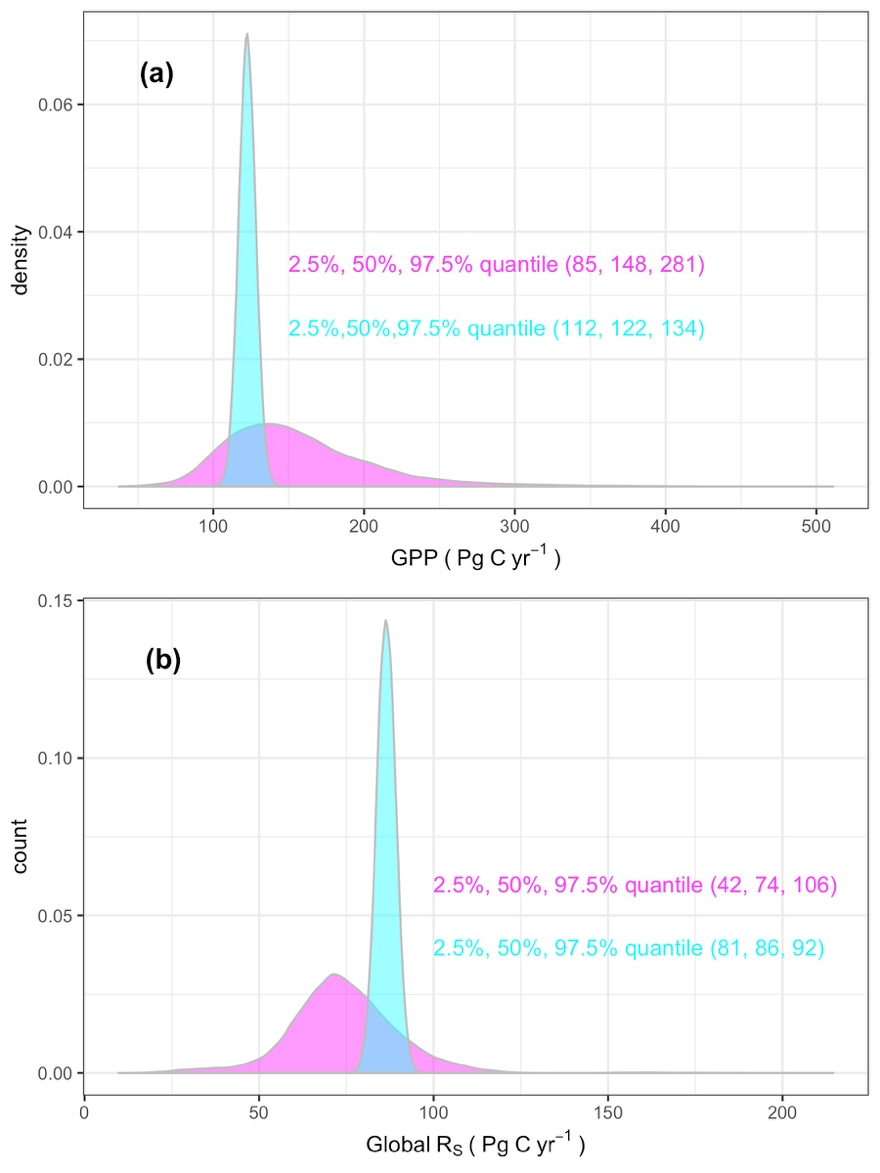 (a)
0.06
0.04
0.02
0.00
density
2.5%, 50%, 97.5% quantile (85, 148, 281)
2.5%,50%,97.5% quantile (112, 122, 134)
100 200 300 400 500
GPP ( Pg C yr⁻¹ )
(b)
0.15
0.10
0.05
0.00
count
2.5%, 50%, 97.5% quantile (42, 74, 106)
2.5%, 50%, 97.5% quantile (81, 86, 92)
0 50 100 150 200
Global R_S ( Pg C yr⁻¹ )